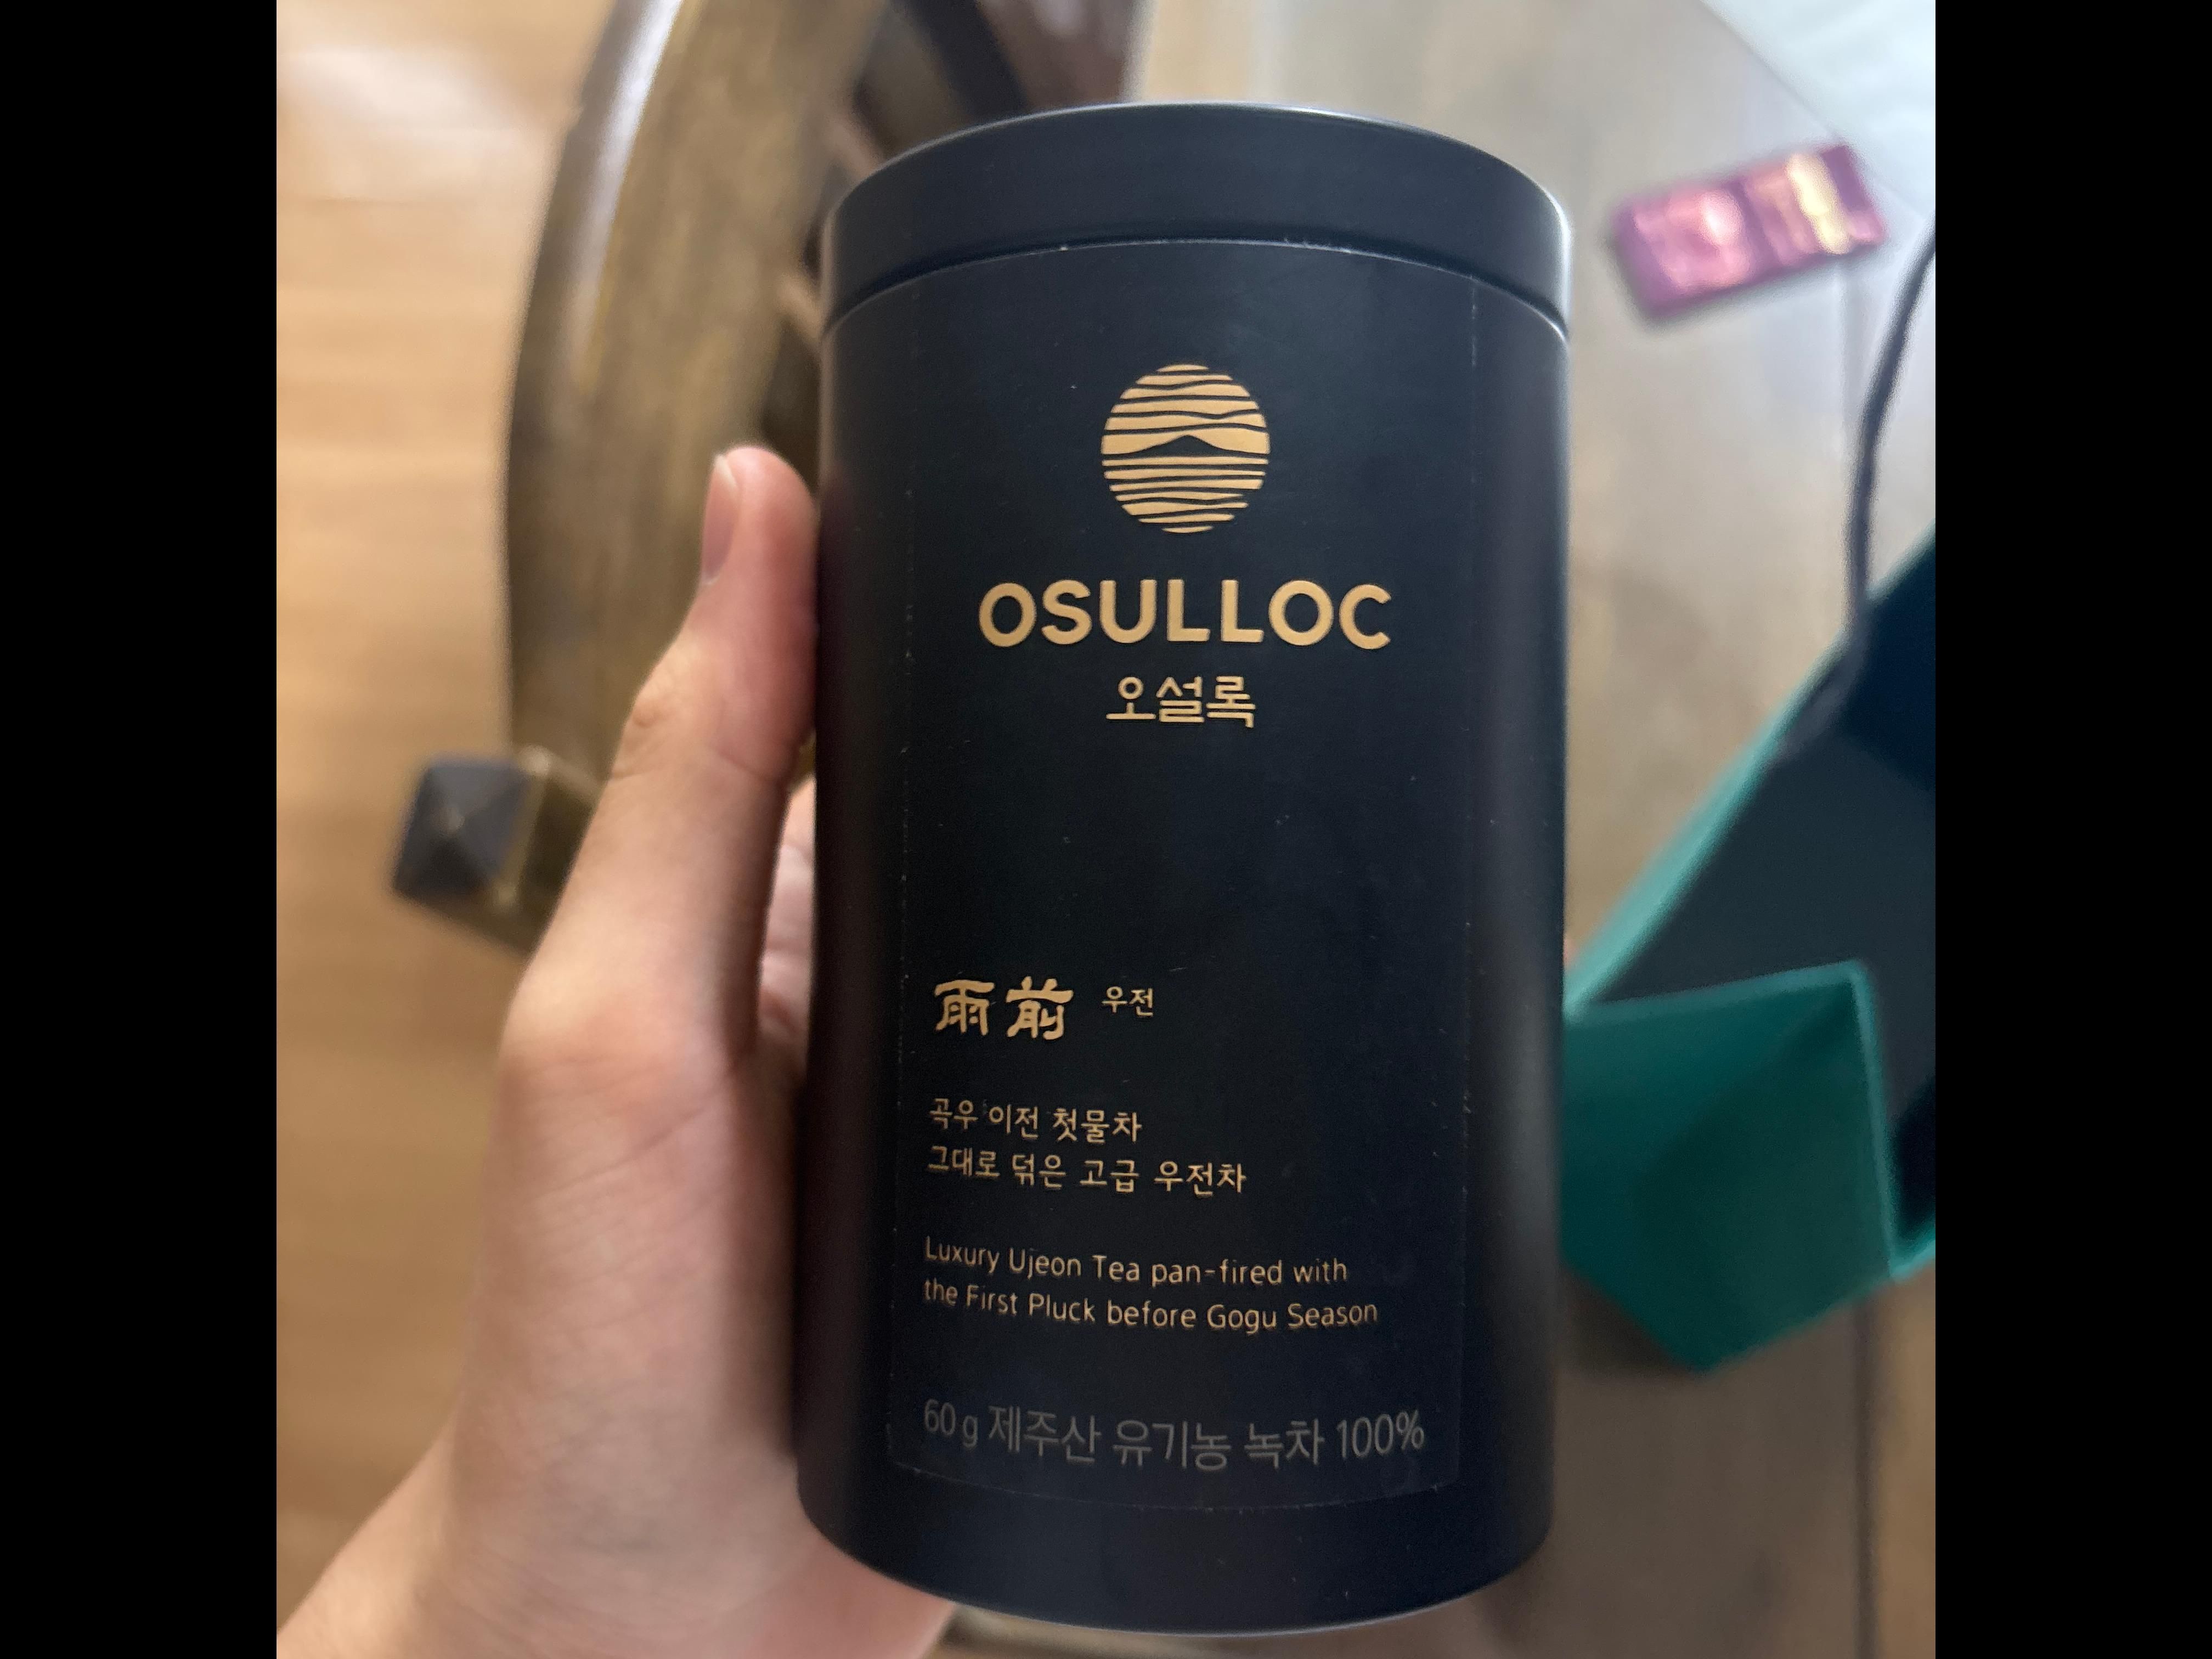 OSULLOC
오설록
雨前 우전
곡우 이전 첫물차
그대로 덖은 고급 우전차
Luxury Ujeon Tea pan-fired with
the First Pluck before Gogu Season
60 g 제주산 유기농 녹차 100%